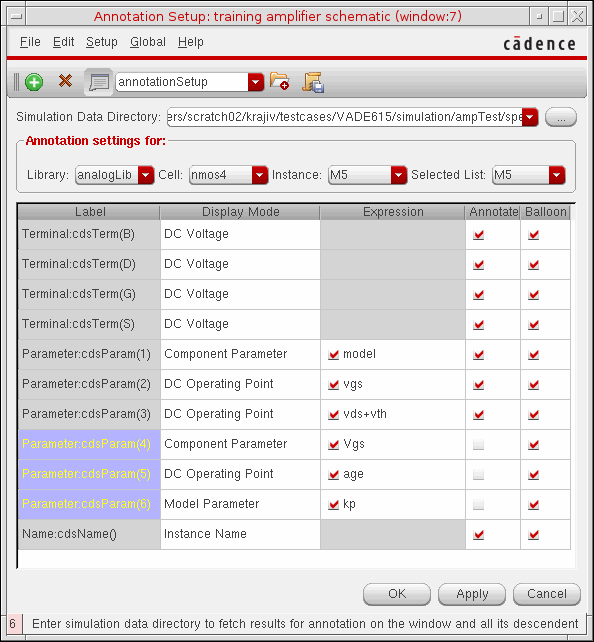 Annotation Setup: training amplifier schematic (window:7)
File Edit Setup Global Help
cādence
annotationSetup
Simulation Data Directory: ers/scratch02/krajiv/testcases/VADE615/simulation/ampTest/spe ...
Annotation settings for:
Library: analogLib Cell: nmos4 Instance: M5 Selected List: M5
Label Display Mode Expression Annotate Balloon
Terminal:cdsTerm(B) DC Voltage
Terminal:cdsTerm(D) DC Voltage
Terminal:cdsTerm(G) DC Voltage
Terminal:cdsTerm(S) DC Voltage
Parameter:cdsParam(1) Component Parameter model
Parameter:cdsParam(2) DC Operating Point vgs
Parameter:cdsParam(3) DC Operating Point vds+vth
Parameter:cdsParam(4) Component Parameter Vgs
Parameter:cdsParam(5) DC Operating Point age
Parameter:cdsParam(6) Model Parameter kp
Name:cdsName() Instance Name
OK Apply Cancel
6 Enter simulation data directory to fetch results for annotation on the window and all its descendent